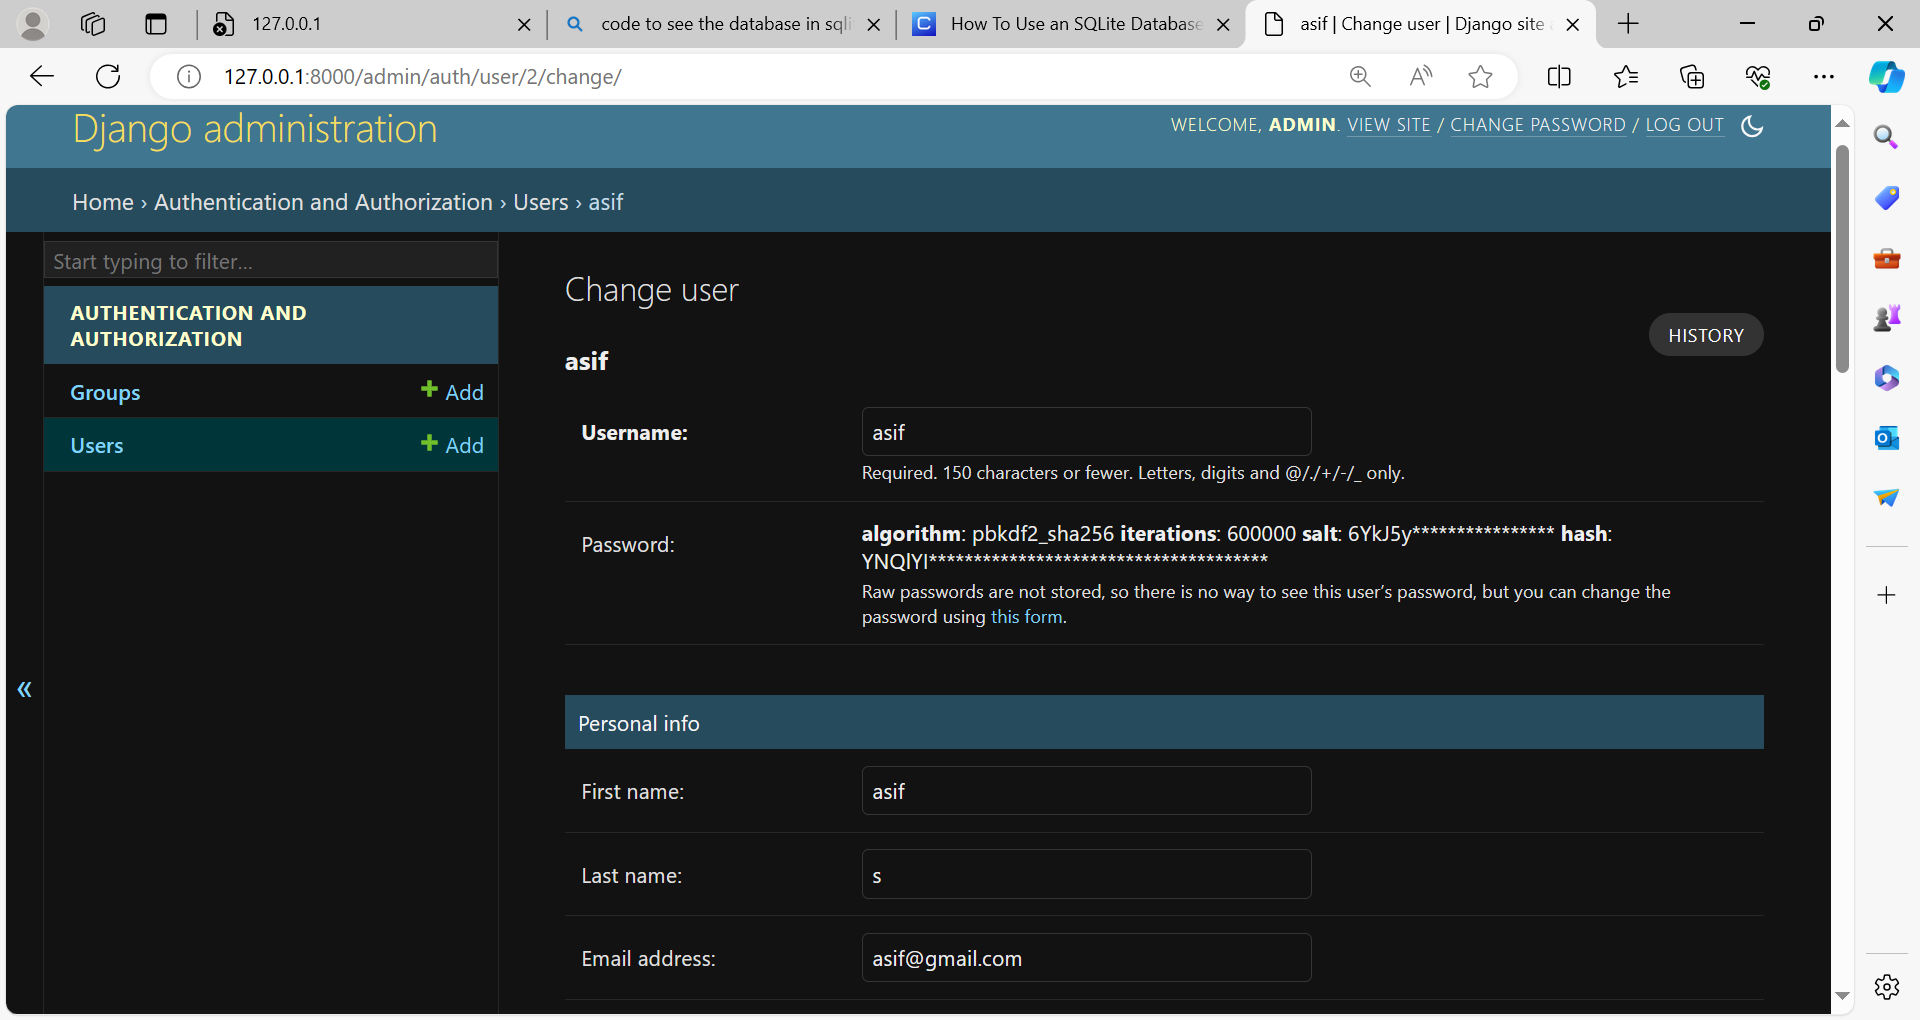 127.0.0.1
code to see the database in sqli
How To Use an SQLite Database
asif | Change user | Django site
127.0.0.1:8000/admin/auth/user/2/change/
Django administration
WELCOME, ADMIN. VIEW SITE / CHANGE PASSWORD / LOG OUT
Home › Authentication and Authorization › Users › asif
Start typing to filter...
AUTHENTICATION AND
AUTHORIZATION
Groups
Add
Users
Add
«
Change user
HISTORY
asif
Username:
asif
Required. 150 characters or fewer. Letters, digits and @/./+/-/_ only.
Password:
algorithm: pbkdf2_sha256 iterations: 600000 salt: 6YkJ5y**************** hash:
YNQlYI**************************************
Raw passwords are not stored, so there is no way to see this user’s password, but you can change the
password using this form.
Personal info
First name:
asif
Last name:
s
Email address:
asif@gmail.com